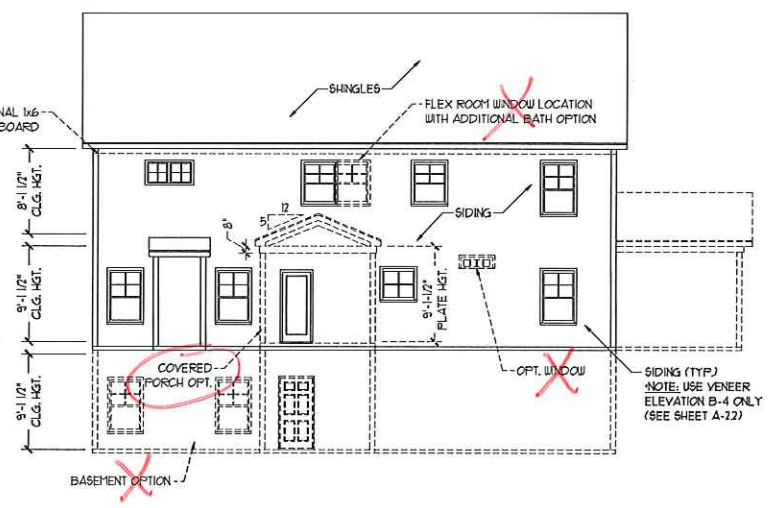 SHINGLES
FLEX ROOM WINDOW LOCATION
WITH ADDITIONAL BATH OPTION
NAL 1x6
BOARD
8'-1 1/2"
CLG. HGT.
12
5
8"
SIDING
9'-1 1/2"
CLG. HGT.
9'-1-1/2"
PLATE HGT.
COVERED
PORCH OPT.
OPT. WINDOW
SIDING (TYP.)
*NOTE: USE VENEER
ELEVATION B-4 ONLY
(SEE SHEET A-2.2)
9'-1 1/2"
CLG. HGT.
BASEMENT OPTION